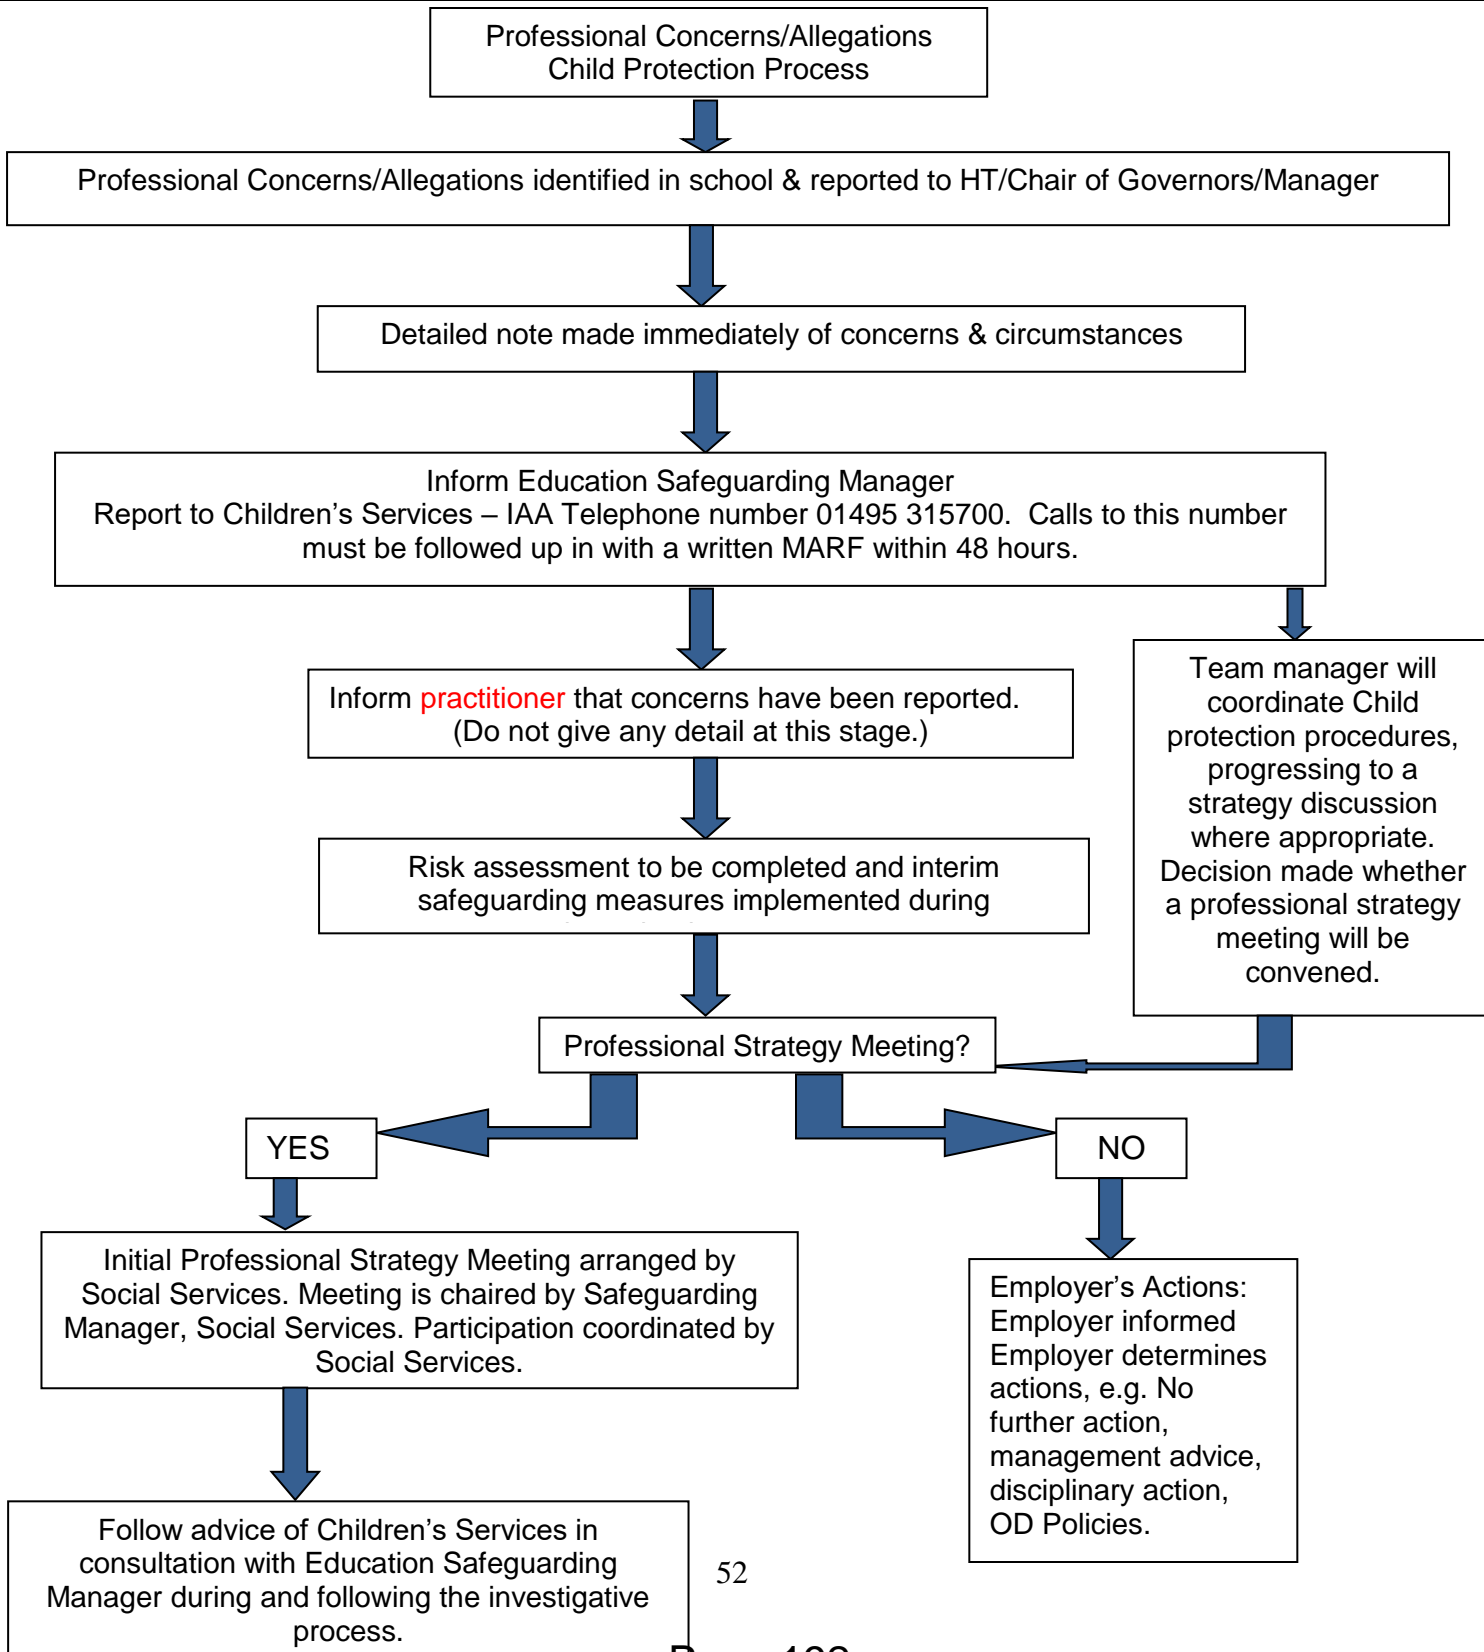 Professional Concerns/Allegations
Child Protection Process
Professional Concerns/Allegations identified in school & reported to HT/Chair of Governors/Manager
Detailed note made immediately of concerns & circumstances
Inform Education Safeguarding Manager
Report to Children’s Services – IAA Telephone number 01495 315700.  Calls to this number
must be followed up in with a written MARF within 48 hours.
Inform practitioner that concerns have been reported.
(Do not give any detail at this stage.)
Team manager will
coordinate Child
protection procedures,
progressing to a
strategy discussion
where appropriate.
Decision made whether
a professional strategy
meeting will be
convened.
Risk assessment to be completed and interim
safeguarding measures implemented during
Professional Strategy Meeting?
YES
NO
Initial Professional Strategy Meeting arranged by
Social Services. Meeting is chaired by Safeguarding
Manager, Social Services. Participation coordinated by
Social Services.
Employer’s Actions:
Employer informed
Employer determines
actions, e.g. No
further action,
management advice,
disciplinary action,
OD Policies.
Follow advice of Children’s Services in
consultation with Education Safeguarding
Manager during and following the investigative
process.
52